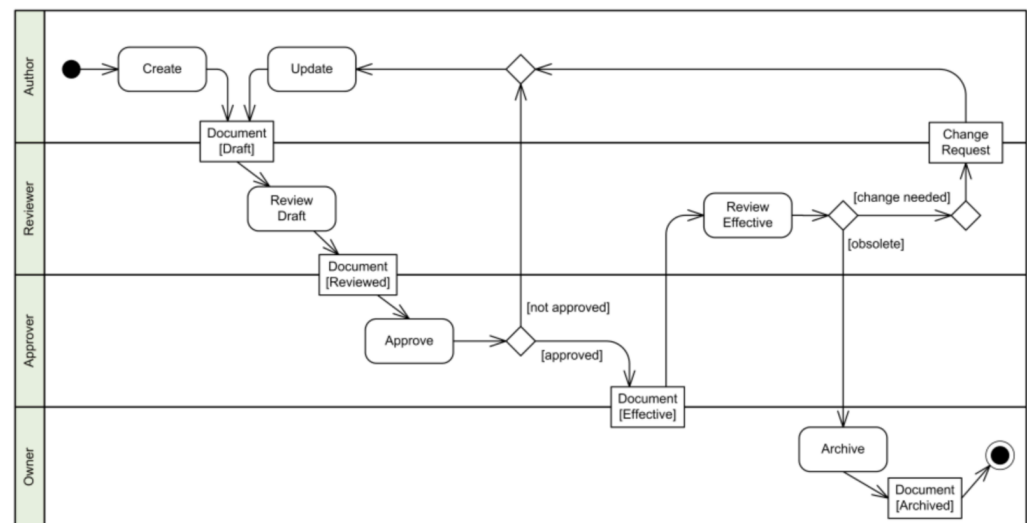 Author
Create
Update
Document
[Draft]
Change
Request
Reviewer
Review
Draft
Review
Effective
[change needed]
[obsolete]
Document
[Reviewed]
Approver
Approve
[not approved]
[approved]
Document
[Effective]
Owner
Archive
Document
[Archived]